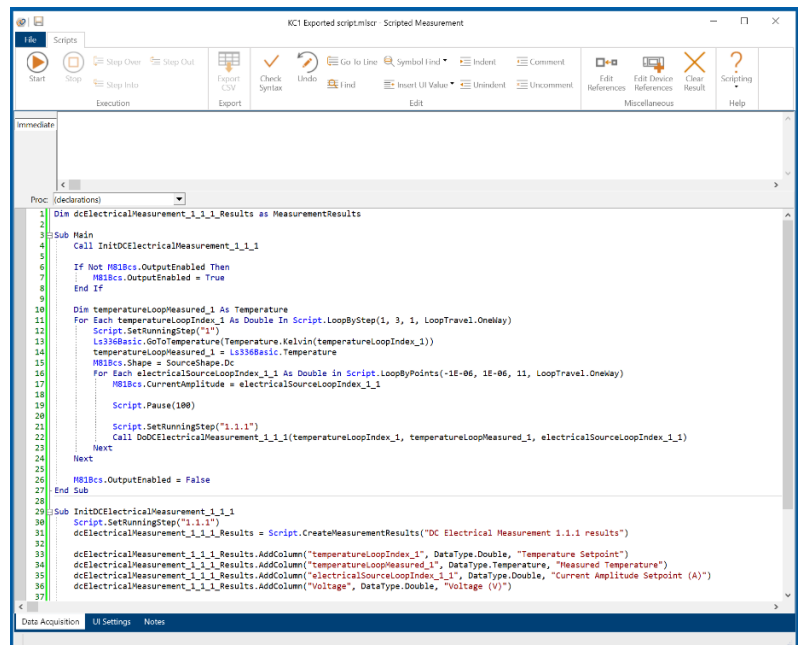 KC1 Exported script.mlscr - Scripted Measurement
File Scripts
Start Stop Step Over Step Out Step Into
Execution
Export CSV
Export
Check Syntax Undo Go To Line Symbol Find Indent Comment
Find Insert UI Value Unindent Uncomment
Edit
Edit References Edit Device References Clear Result
Miscellaneous
Scripting
Help
Immediate
Proc: (declarations)
1 Dim dcElectricalMeasurement_1_1_1_Results as MeasurementResults
2
3 Sub Main
4 Call InitDCElectricalMeasurement_1_1_1
5
6 If Not M81Bcs.OutputEnabled Then
7 M81Bcs.OutputEnabled = True
8 End If
9
10 Dim temperatureLoopMeasured_1 As Temperature
11 For Each temperatureLoopIndex_1 As Double In Script.LoopByStep(1, 3, 1, LoopTravel.OneWay)
12 Script.SetRunningStep("1")
13 Ls336Basic.GoToTemperature(Temperature.Kelvin(temperatureLoopIndex_1))
14 temperatureLoopMeasured_1 = Ls336Basic.Temperature
15 M81Bcs.Shape = SourceShape.Dc
16 For Each electricalSourceLoopIndex_1_1 As Double in Script.LoopByPoints(-1E-06, 1E-06, 11, LoopTravel.OneWay)
17 M81Bcs.CurrentAmplitude = electricalSourceLoopIndex_1_1
18
19 Script.Pause(100)
20
21 Script.SetRunningStep("1.1.1")
22 Call DoDCElectricalMeasurement_1_1_1(temperatureLoopIndex_1, temperatureLoopMeasured_1, electricalSourceLoopIndex_1_1)
23 Next
24 Next
25
26 M81Bcs.OutputEnabled = False
27 End Sub
28
29 Sub InitDCElectricalMeasurement_1_1_1
30 Script.SetRunningStep("1.1.1")
31 dcElectricalMeasurement_1_1_1_Results = Script.CreateMeasurementResults("DC Electrical Measurement 1.1.1 results")
32
33 dcElectricalMeasurement_1_1_1_Results.AddColumn("temperatureLoopIndex_1", DataType.Double, "Temperature Setpoint")
34 dcElectricalMeasurement_1_1_1_Results.AddColumn("temperatureLoopMeasured_1", DataType.Temperature, "Measured Temperature")
35 dcElectricalMeasurement_1_1_1_Results.AddColumn("electricalSourceLoopIndex_1_1", DataType.Double, "Current Amplitude Setpoint (A)")
36 dcElectricalMeasurement_1_1_1_Results.AddColumn("Voltage", DataType.Double, "Voltage (V)")
37
Data Acquisition UI Settings Notes